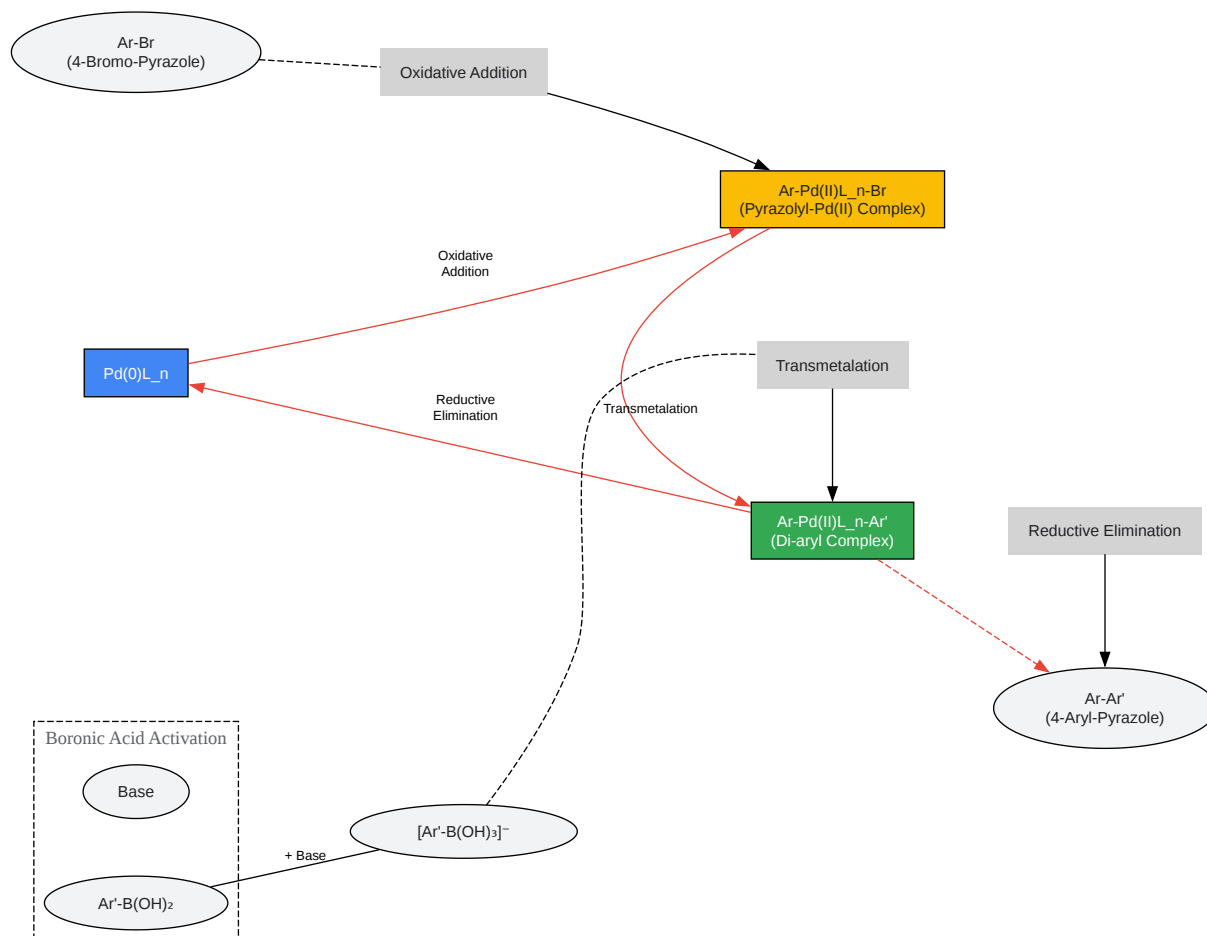 Ar-Br
(4-Bromo-Pyrazole)
Oxidative Addition
Ar-Pd(II)L_n-Br
(Pyrazolyl-Pd(II) Complex)
Oxidative
Addition
Pd(0)L_n
Transmetalation
Reductive
Elimination
Transmetalation
Ar-Pd(II)L_n-Ar'
(Di-aryl Complex)
Reductive Elimination
Ar-Ar'
(4-Aryl-Pyrazole)
Boronic Acid Activation
Base
[Ar'-B(OH)₃]⁻
+ Base
Ar'-B(OH)₂